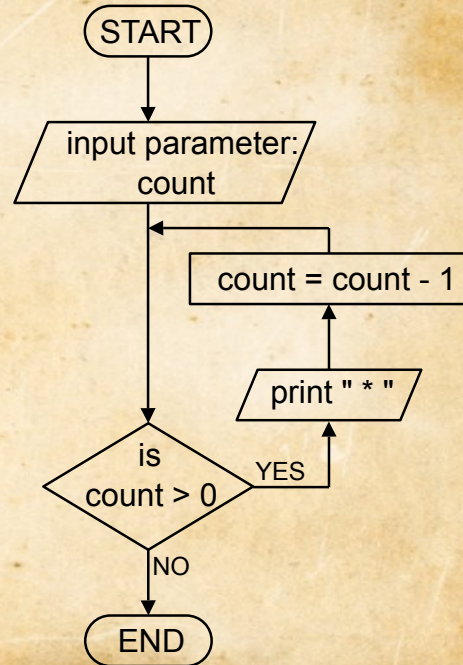 START
input parameter:
count
count = count - 1
print " * "
is
count > 0
YES
NO
END